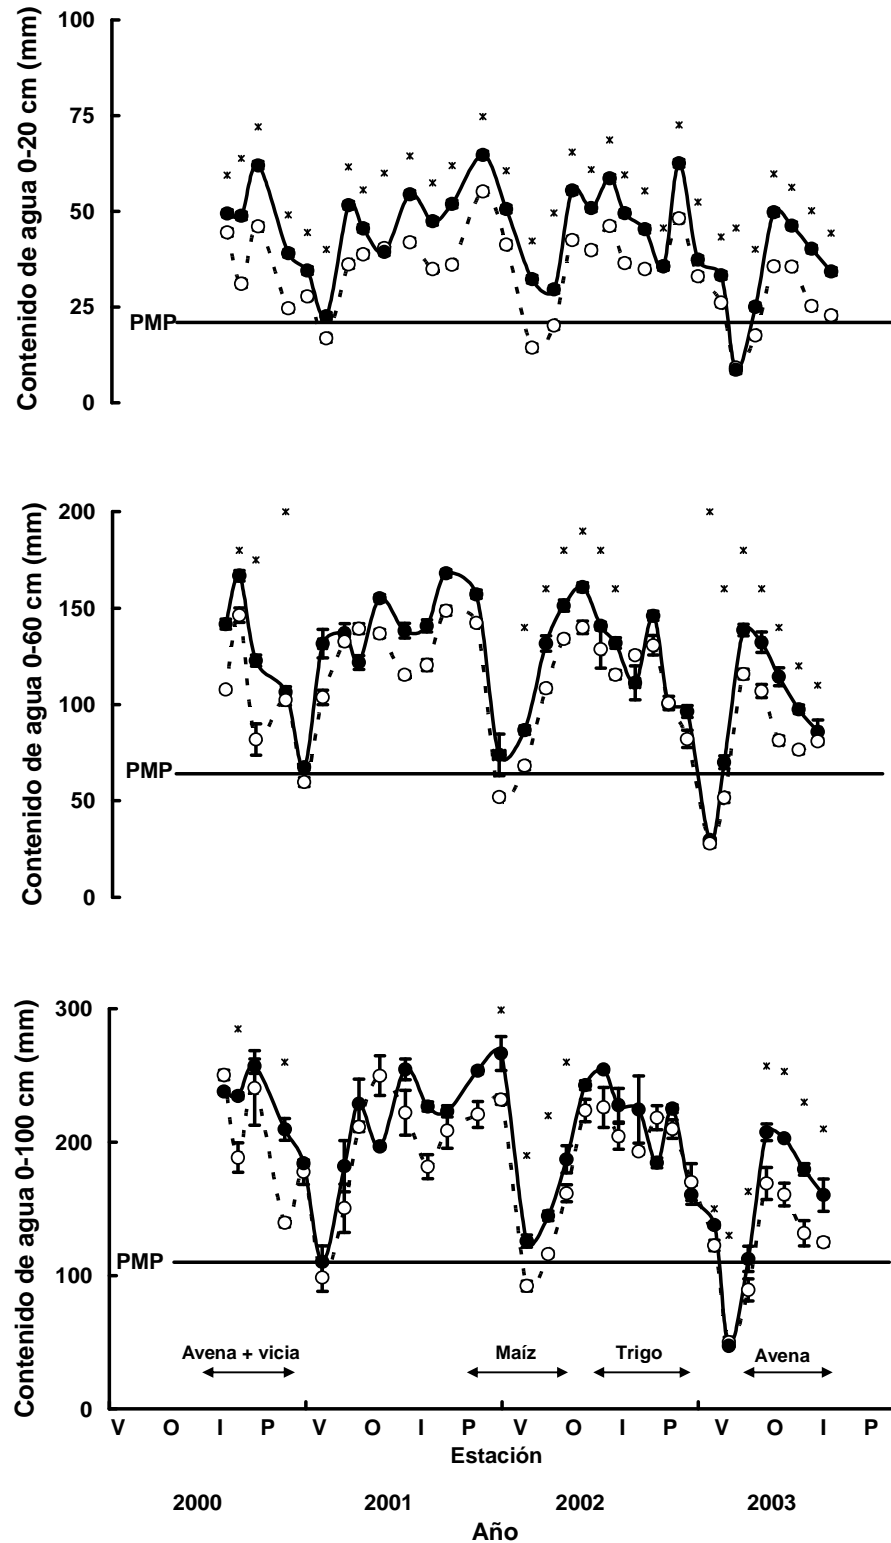 Contenido de agua 0-20 cm (mm)
100
75
50
25
0
PMP
Contenido de agua 0-60 cm (mm)
200
150
100
50
0
PMP
Contenido de agua 0-100 cm (mm)
300
200
100
0
PMP
Avena + vicia
Maíz
Trigo
Avena
V O I P V O I P V O I P V O I P
Estación
2000 2001 2002 2003
Año